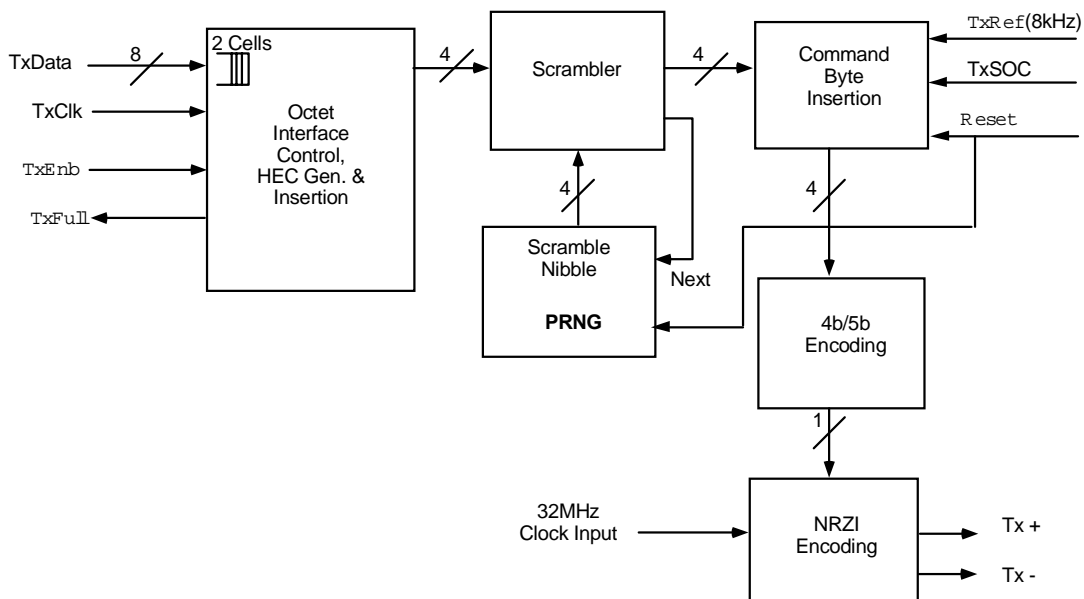 TxData
8
2 Cells
TxClk
TxEnb
TxFull
Octet
Interface
Control,
HEC Gen. &
Insertion
4
Scrambler
4
Command
Byte
Insertion
TxRef(8kHz)
TxSOC
Reset
4
Scramble
Nibble
PRNG
Next
4
4b/5b
Encoding
1
32MHz
Clock Input
NRZI
Encoding
Tx +
Tx -